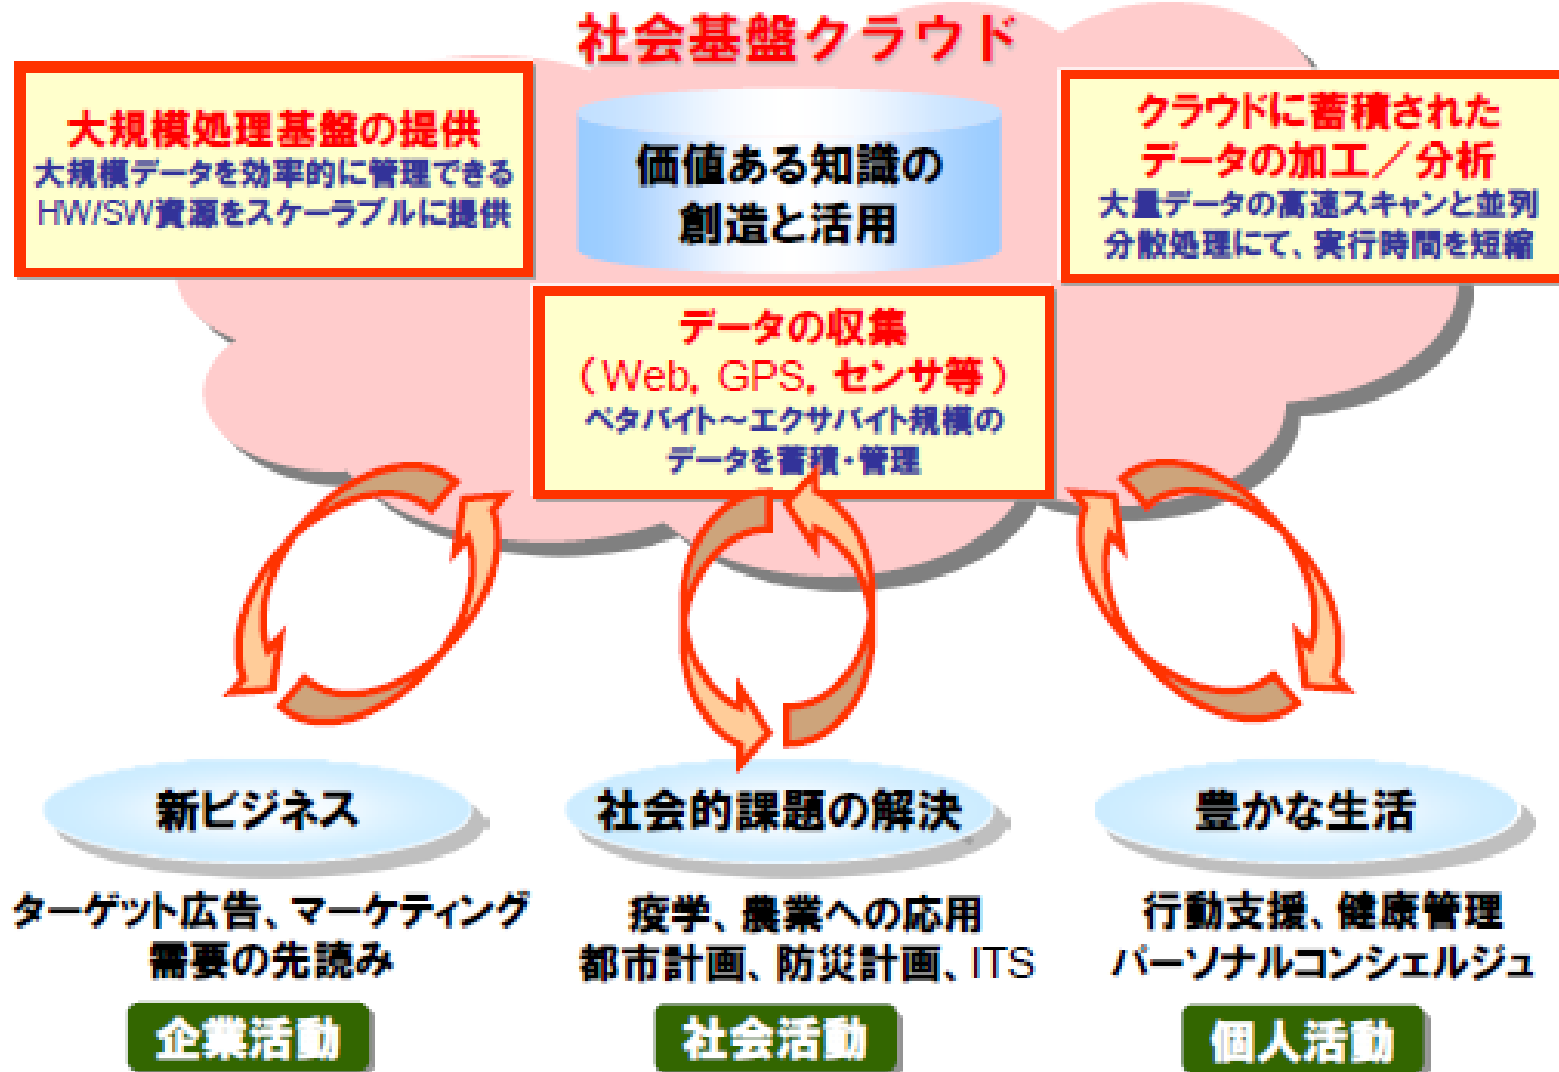 社会基盤クラウド
大規模処理基盤の提供
大規模データを効率的に管理できる
HW/SW資源をスケーラブルに提供
価値ある知識の
創造と活用
クラウドに蓄積された
データの加工／分析
大量データの高速スキャンと並列
分散処理にて、実行時間を短縮
データの収集
（Web, GPS, センサ等）
ペタバイト～エクサバイト規模の
データを蓄積・管理
新ビジネス
ターゲット広告、マーケティング
需要の先読み
企業活動
社会的課題の解決
疫学、農業への応用
都市計画、防災計画、ITS
社会活動
豊かな生活
行動支援、健康管理
パーソナルコンシェルジュ
個人活動